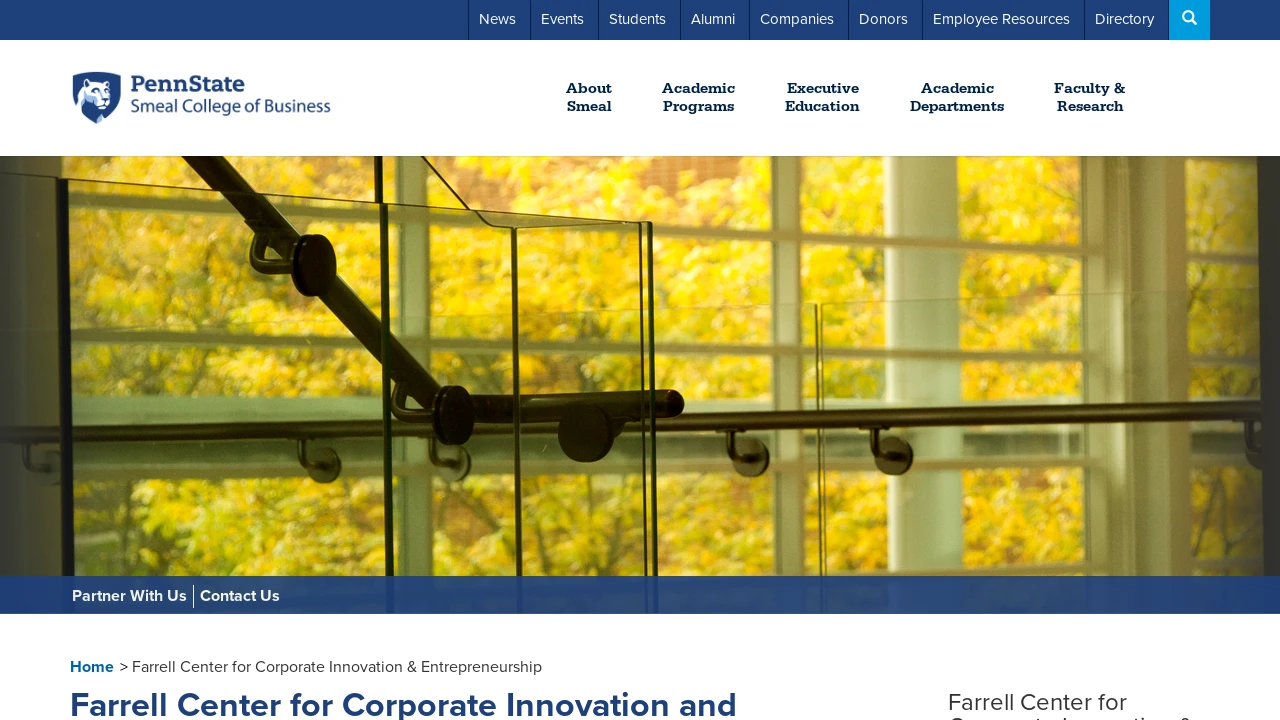 News
Events
Students
Alumni
Companies
Donors
Employee Resources
Directory
PennState
Smeal College of Business
About
Smeal
Academic
Programs
Executive
Education
Academic
Departments
Faculty &
Research
Partner With Us
Contact Us
Home > Farrell Center for Corporate Innovation & Entrepreneurship
Farrell Center for Corporate Innovation and
Farrell Center for
Corporate Innovation &